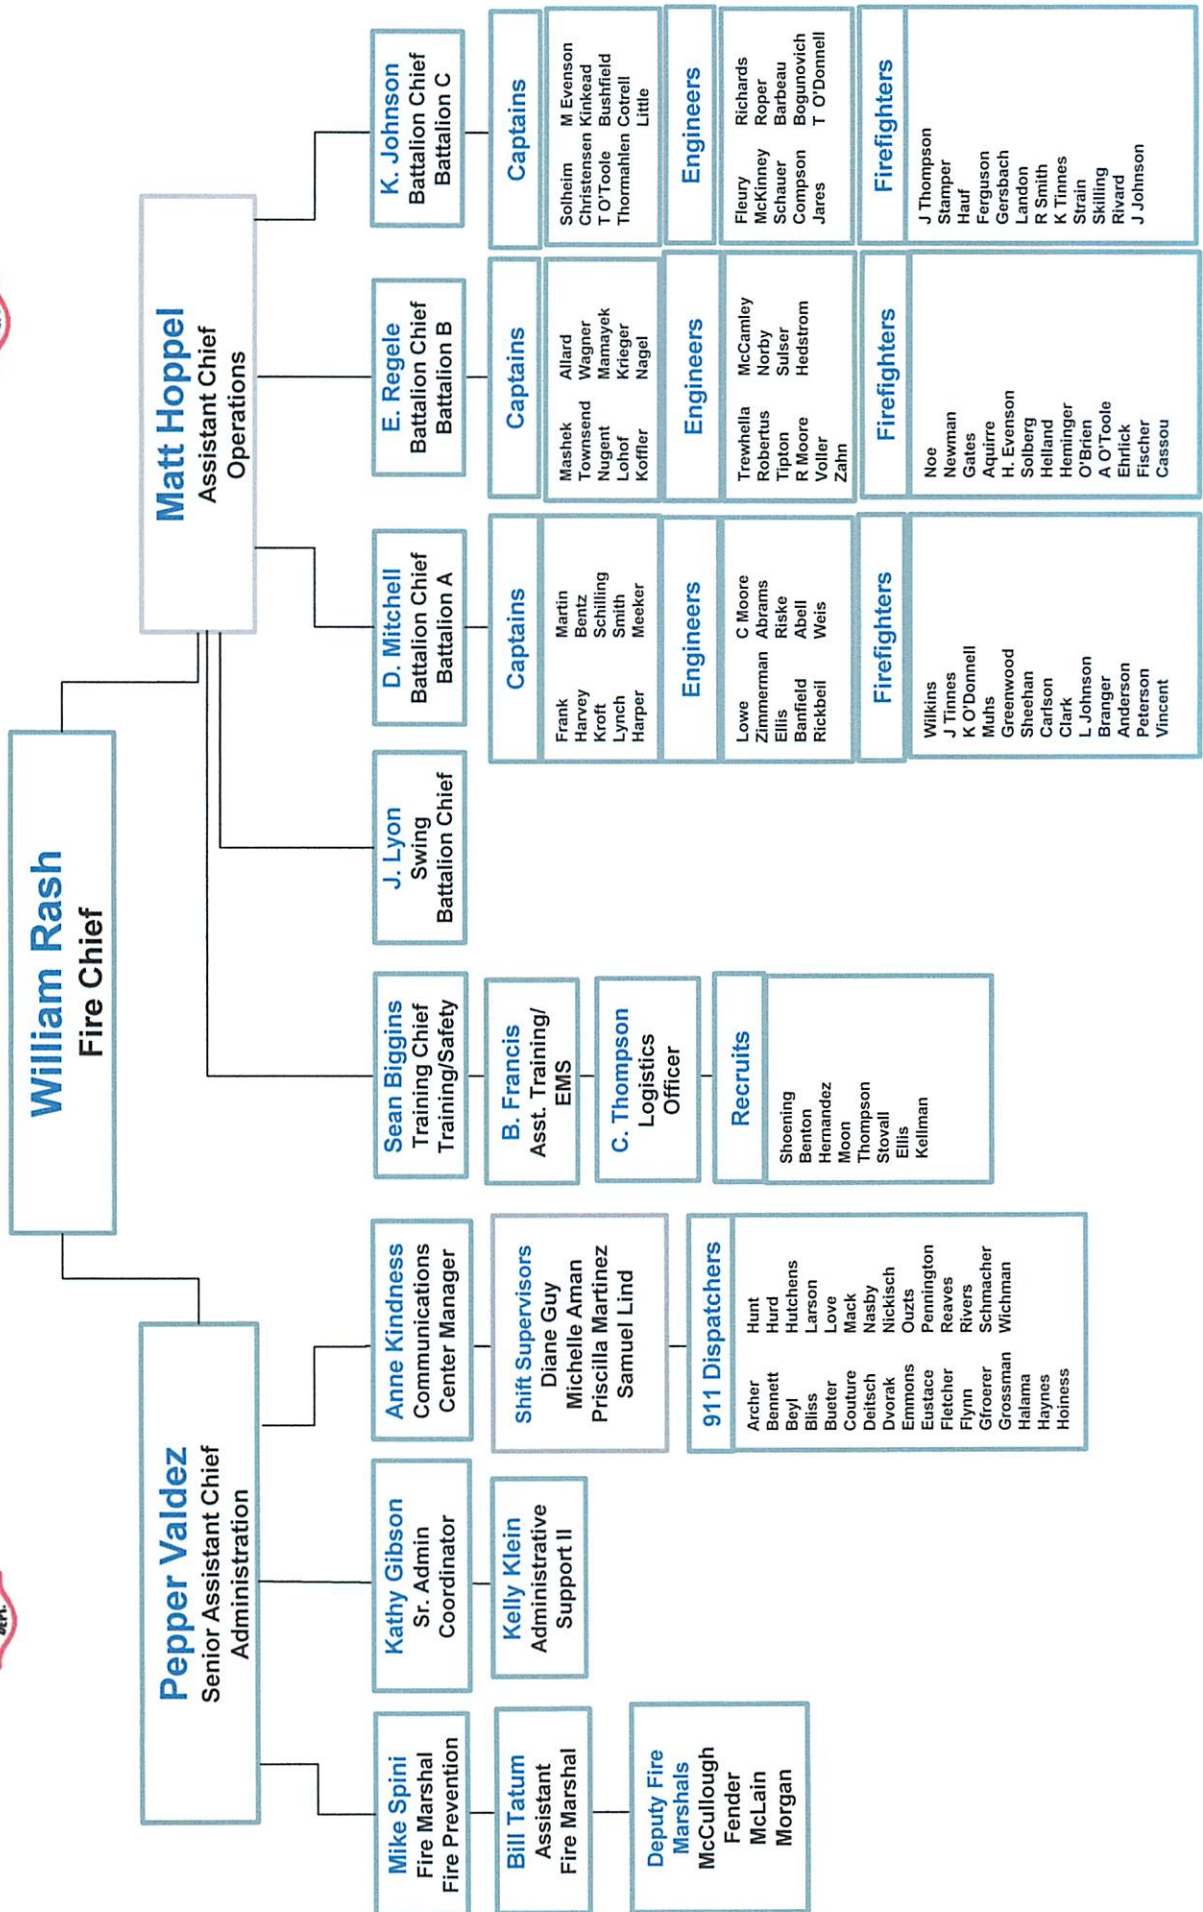 DEPT.
William Rash
Fire Chief
Pepper Valdez
Senior Assistant Chief
Administration
Matt Hoppel
Assistant Chief
Operations
Mike Spini
Fire Marshal
Fire Prevention
Bill Tatum
Assistant
Fire Marshal
Deputy Fire
Marshals
McCullough
Fender
McLain
Morgan
Kathy Gibson
Sr. Admin
Coordinator
Kelly Klein
Administrative
Support II
Anne Kindness
Communications
Center Manager
Shift Supervisors
Diane Guy
Michelle Aman
Priscilla Martinez
Samuel Lind
911 Dispatchers
Archer Hunt
Bennett Hurd
Beyl Hutchens
Bliss Larson
Bueter Love
Couture Mack
Deitsch Nasby
Dvorak Nickisch
Emmons Ouzts
Eustace Pennington
Fletcher Reaves
Flynn Rivers
Gfroerer Schmacher
Grossman Wichman
Halama
Haynes
Hoiness
Sean Biggins
Training Chief
Training/Safety
B. Francis
Asst. Training/
EMS
C. Thompson
Logistics
Officer
Recruits
Shoening
Benton
Hernandez
Moon
Thompson
Stovall
Ellis
Kellman
J. Lyon
Swing
Battalion Chief
D. Mitchell
Battalion Chief
Battalion A
Captains
Frank Martin
Harvey Bentz
Kroft Schilling
Lynch Smith
Harper Meeker
Engineers
Lowe C Moore
Zimmerman Abrams
Ellis Riske
Banfield Abell
Rickbeil Weis
Firefighters
Wilkins
J Tinnes
K O'Donnell
Muhs
Greenwood
Sheehan
Carlson
Clark
L Johnson
Branger
Anderson
Peterson
Vincent
E. Regele
Battalion Chief
Battalion B
Captains
Mashek Allard
Townsend Wagner
Nugent Mamayek
Lohof Krieger
Koffler Nagel
Engineers
Trewhella McCamley
Robertus Norby
Tipton Sulser
R Moore Hedstrom
Voller
Zahn
Firefighters
Noe
Newman
Gates
Aquirre
H. Evenson
Solberg
Helland
Heninger
O'Brien
A O'Toole
Ehrlick
Fischer
Cassou
K. Johnson
Battalion Chief
Battalion C
Captains
Solheim M Evenson
Christensen Kinkead
T O'Toole Bushfield
Thormahlen Cotrell
Little
Engineers
Fleury Richards
McKinney Roper
Schauer Barbeau
Compson Bogunovich
Jares T O'Donnell
Firefighters
J Thompson
Stamper
Hauf
Ferguson
Gersbach
Landon
R Smith
K Tinnes
Strain
Skilling
Rivard
J Johnson